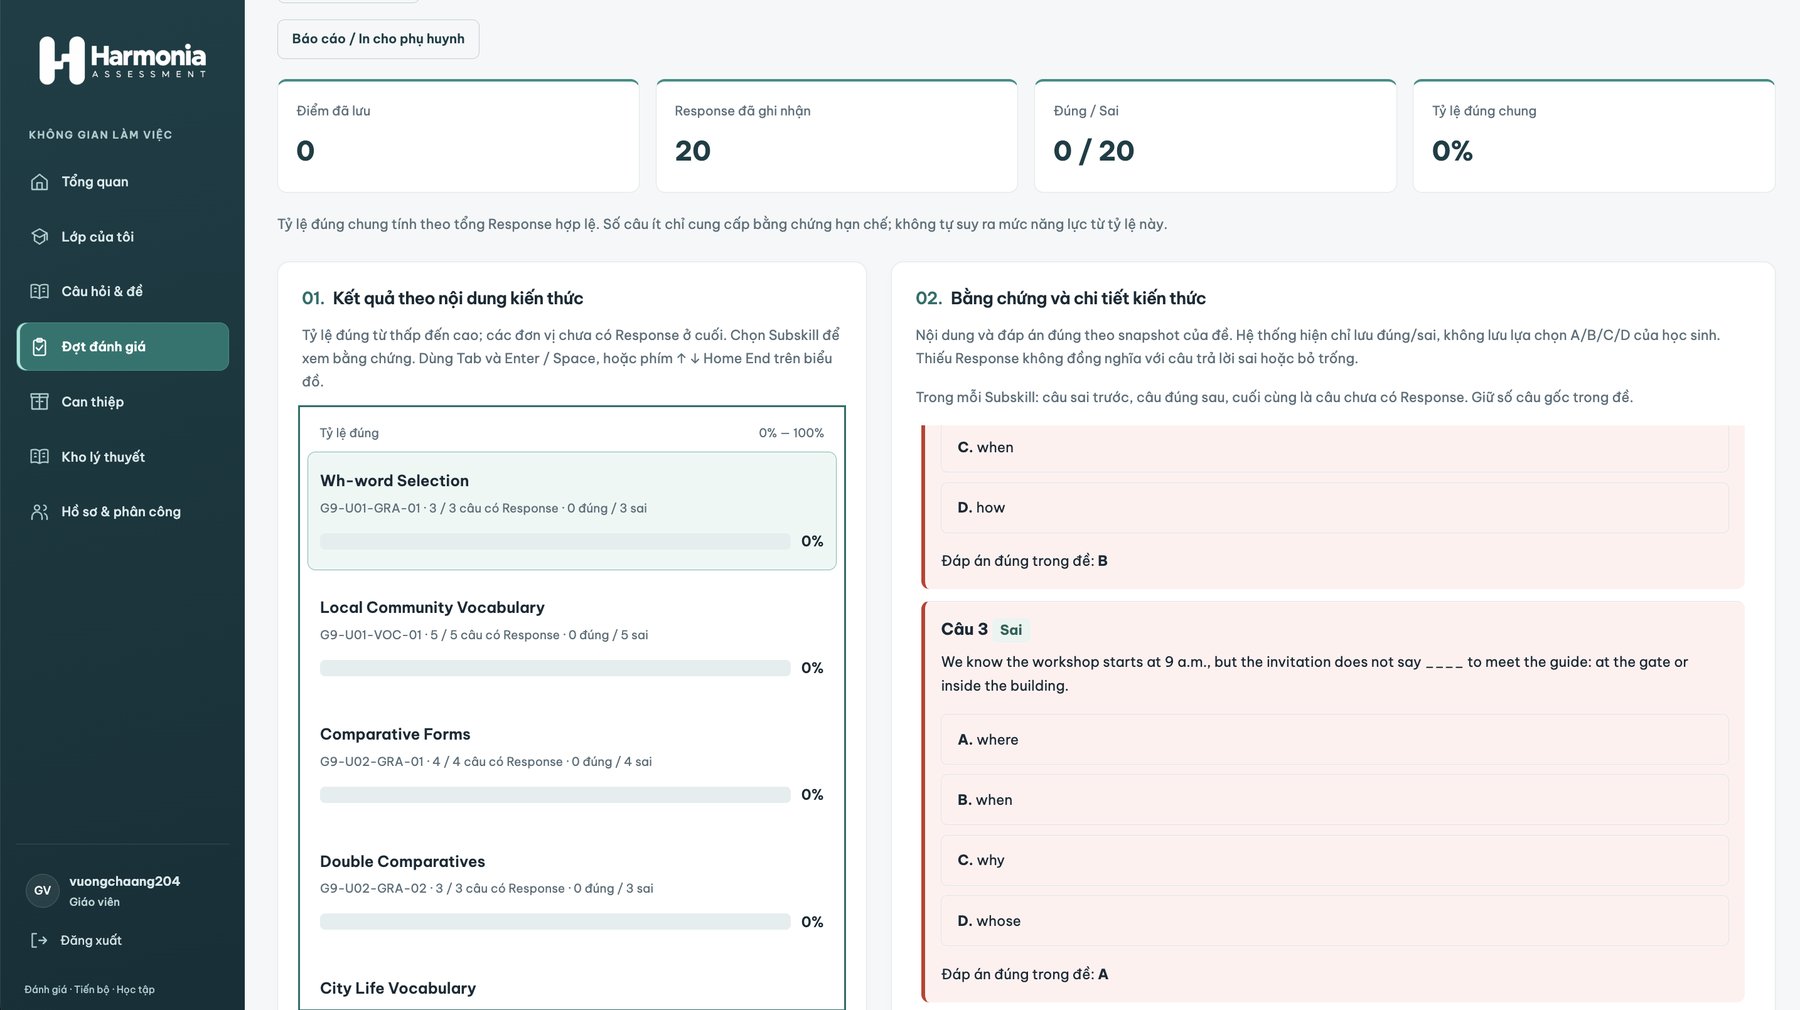 Harmonia
ASSESSMENT
KHÔNG GIAN LÀM VIỆC
Tổng quan
Lớp của tôi
Câu hỏi & đề
Đợt đánh giá
Can thiệp
Kho lý thuyết
Hồ sơ & phân công
GV
vuongchaang204
Giáo viên
Đăng xuất
Đánh giá · Tiến bộ · Học tập
Báo cáo / In cho phụ huynh
Điểm đã lưu
0
Response đã ghi nhận
20
Đúng / Sai
0 / 20
Tỷ lệ đúng chung
0%
Tỷ lệ đúng chung tính theo tổng Response hợp lệ. Số câu ít chỉ cung cấp bằng chứng hạn chế; không tự suy ra mức năng lực từ tỷ lệ này.
01. Kết quả theo nội dung kiến thức
Tỷ lệ đúng từ thấp đến cao; các đơn vị chưa có Response ở cuối. Chọn Subskill để
xem bằng chứng. Dùng Tab và Enter / Space, hoặc phím ↑ ↓ Home End trên biểu
đồ.
Tỷ lệ đúng
0% — 100%
Wh-word Selection
G9-U01-GRA-01 · 3 / 3 câu có Response · 0 đúng / 3 sai
0%
Local Community Vocabulary
G9-U01-VOC-01 · 5 / 5 câu có Response · 0 đúng / 5 sai
0%
Comparative Forms
G9-U02-GRA-01 · 4 / 4 câu có Response · 0 đúng / 4 sai
0%
Double Comparatives
G9-U02-GRA-02 · 3 / 3 câu có Response · 0 đúng / 3 sai
0%
City Life Vocabulary
02. Bằng chứng và chi tiết kiến thức
Nội dung và đáp án đúng theo snapshot của đề. Hệ thống hiện chỉ lưu đúng/sai, không lưu lựa chọn A/B/C/D của học sinh.
Thiếu Response không đồng nghĩa với câu trả lời sai hoặc bỏ trống.
Trong mỗi Subskill: câu sai trước, câu đúng sau, cuối cùng là câu chưa có Response. Giữ số câu gốc trong đề.
C. when
D. how
Đáp án đúng trong đề: B
Câu 3 Sai
We know the workshop starts at 9 a.m., but the invitation does not say ____ to meet the guide: at the gate or
inside the building.
A. where
B. when
C. why
D. whose
Đáp án đúng trong đề: A